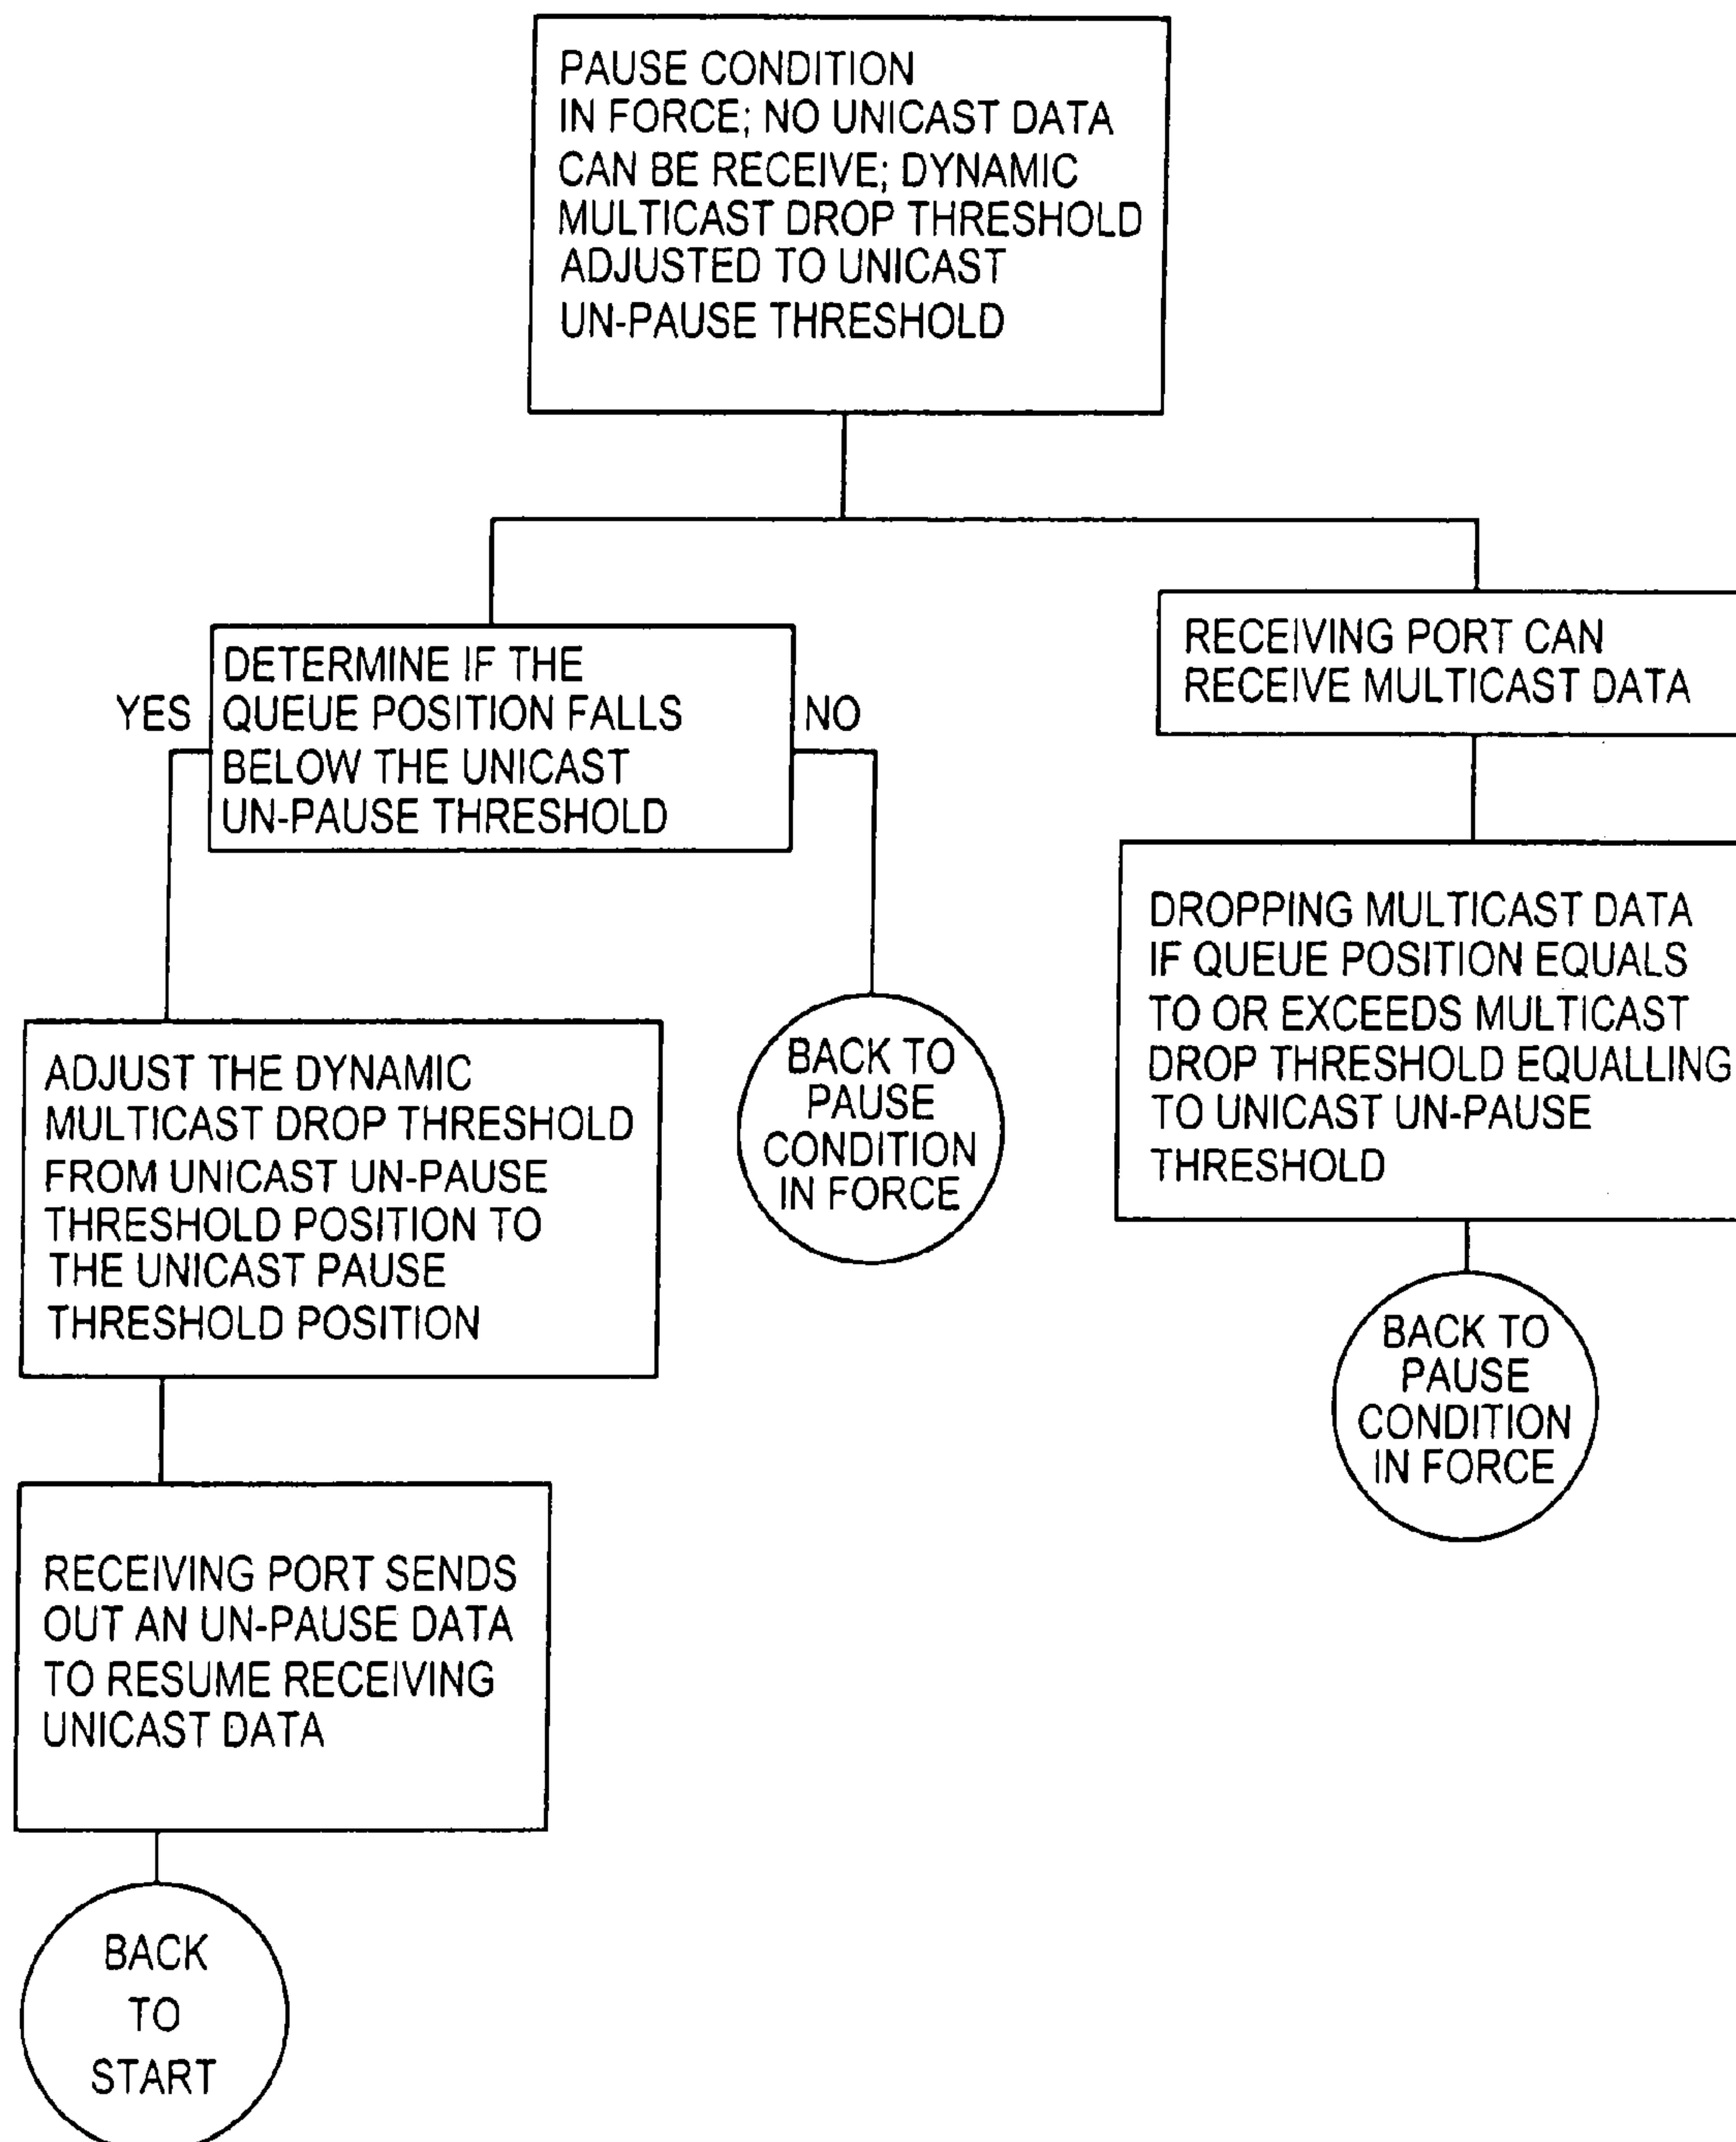 PAUSE CONDITION
IN FORCE; NO UNICAST DATA
CAN BE RECEIVE; DYNAMIC
MULTICAST DROP THRESHOLD
ADJUSTED TO UNICAST
UN-PAUSE THRESHOLD
YES
DETERMINE IF THE
QUEUE POSITION FALLS
BELOW THE UNICAST
UN-PAUSE THRESHOLD
NO
RECEIVING PORT CAN
RECEIVE MULTICAST DATA
ADJUST THE DYNAMIC
MULTICAST DROP THRESHOLD
FROM UNICAST UN-PAUSE
THRESHOLD POSITION TO
THE UNICAST PAUSE
THRESHOLD POSITION
BACK TO
PAUSE
CONDITION
IN FORCE
DROPPING MULTICAST DATA
IF QUEUE POSITION EQUALS
TO OR EXCEEDS MULTICAST
DROP THRESHOLD EQUALLING
TO UNICAST UN-PAUSE
THRESHOLD
BACK TO
PAUSE
CONDITION
IN FORCE
RECEIVING PORT SENDS
OUT AN UN-PAUSE DATA
TO RESUME RECEIVING
UNICAST DATA
BACK
TO
START